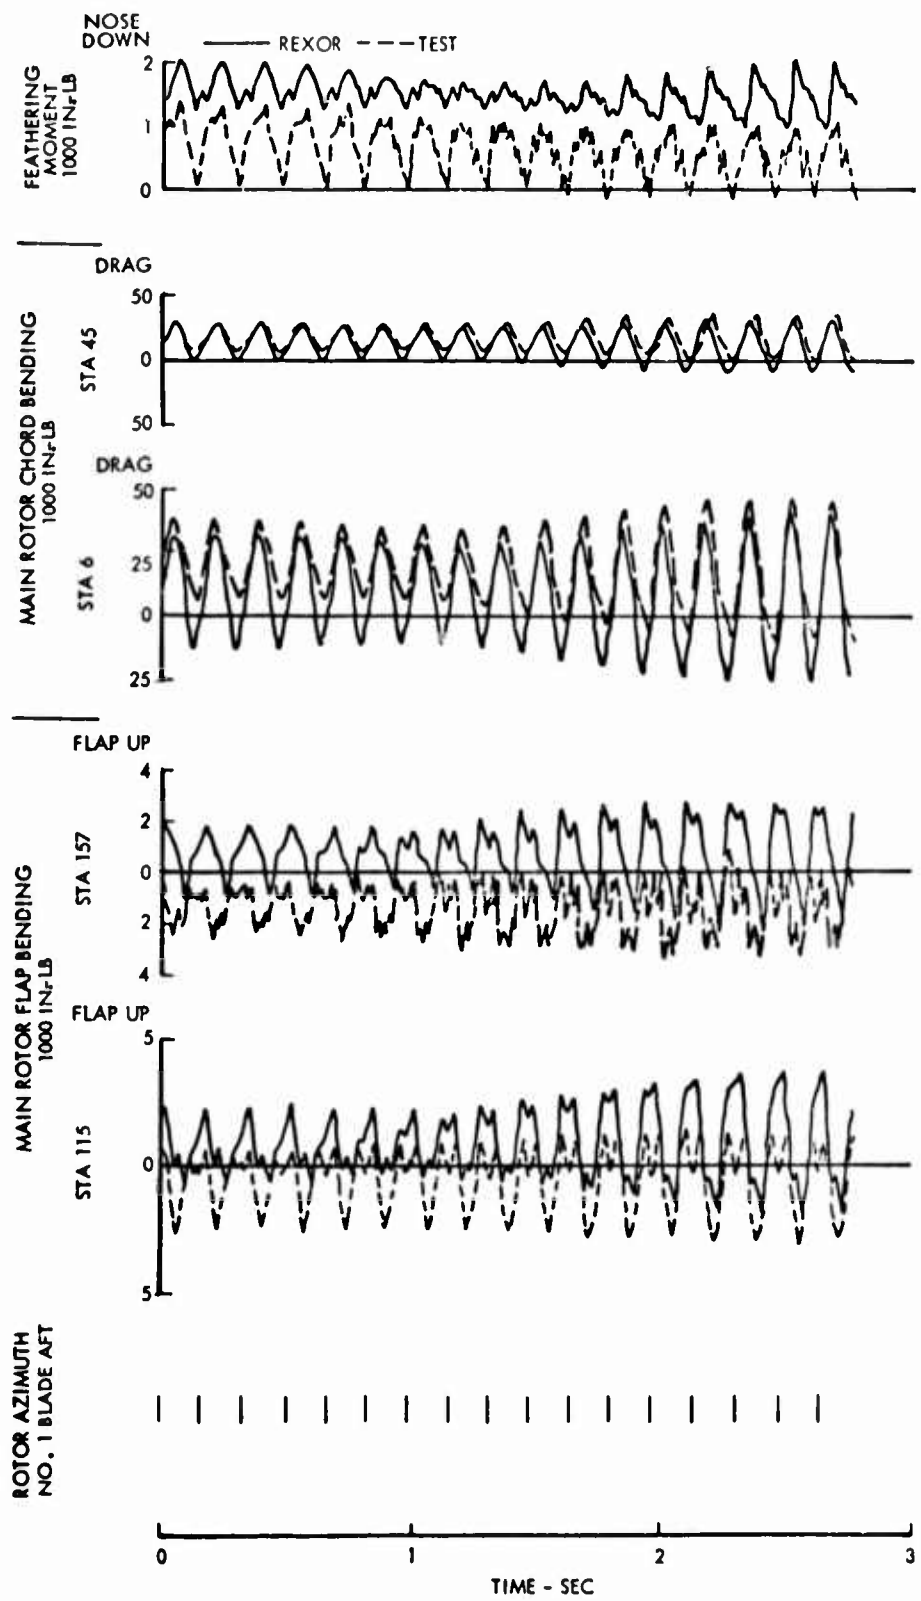 NOSE
DOWN
REXOR
TEST
FEATHERING
MOMENT
1000 IN-LB
2
1
0
DRAG
MAIN ROTOR CHORD BENDING
1000 IN-LB
STA 45
50
0
50
DRAG
STA 6
50
25
0
25
FLAP UP
MAIN ROTOR FLAP BENDING
1000 IN-LB
STA 157
4
2
0
2
4
FLAP UP
STA 115
5
0
5
ROTOR AZIMUTH
NO. 1 BLADE AFT
0
1
2
3
TIME - SEC